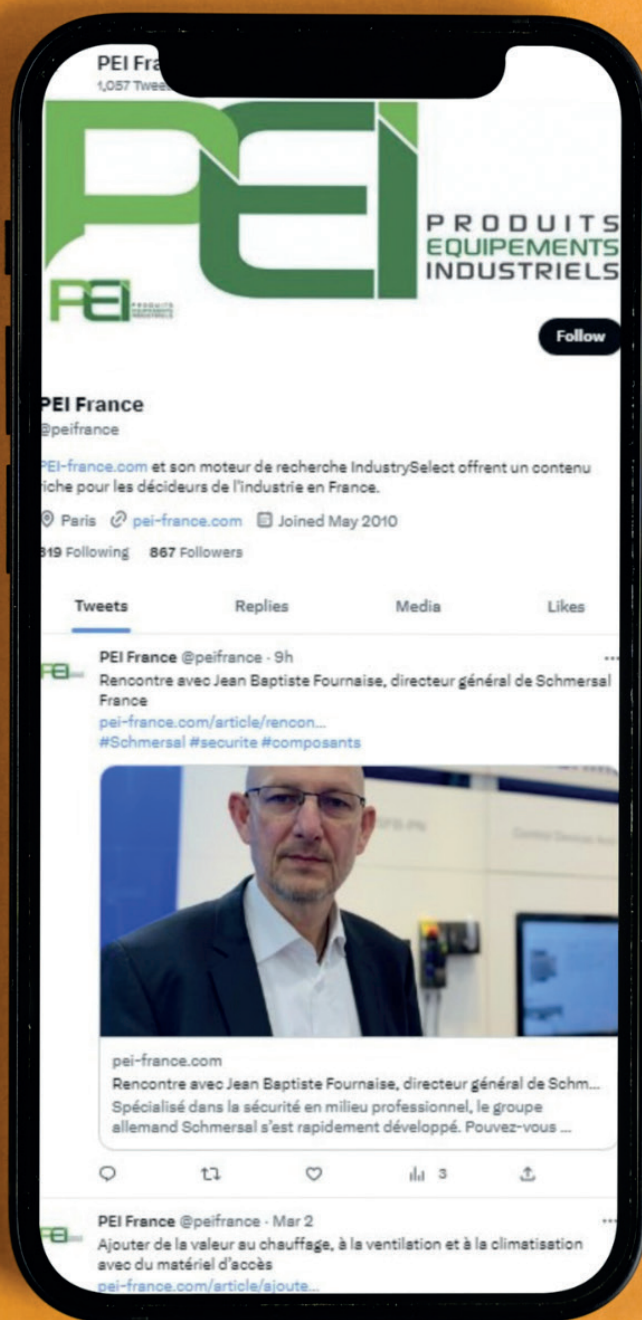 PEI Fra
1,057 Twee
PEI
PRODUITS
EQUIPEMENTS
INDUSTRIELS
PEI PRODUITS
EQUIPEMENTS
INDUSTRIELS
Follow
PEI France
@peifrance
PEI-france.com et son moteur de recherche IndustrySelect offrent un contenu
riche pour les décideurs de l'industrie en France.
Paris pei-france.com Joined May 2010
819 Following 867 Followers
Tweets Replies Media Likes
PEI France @peifrance · 9h
Rencontre avec Jean Baptiste Fournaise, directeur général de Schmersal
France
pei-france.com/article/rencon...
#Schmersal #securite #composants
pei-france.com
Rencontre avec Jean Baptiste Fournaise, directeur général de Schm...
Spécialisé dans la sécurité en milieu professionnel, le groupe
allemand Schmersal s'est rapidement développé. Pouvez-vous ...
3
PEI France @peifrance · Mar 2
Ajouter de la valeur au chauffage, à la ventilation et à la climatisation
avec du matériel d'accès
pei-france.com/article/ajoute...